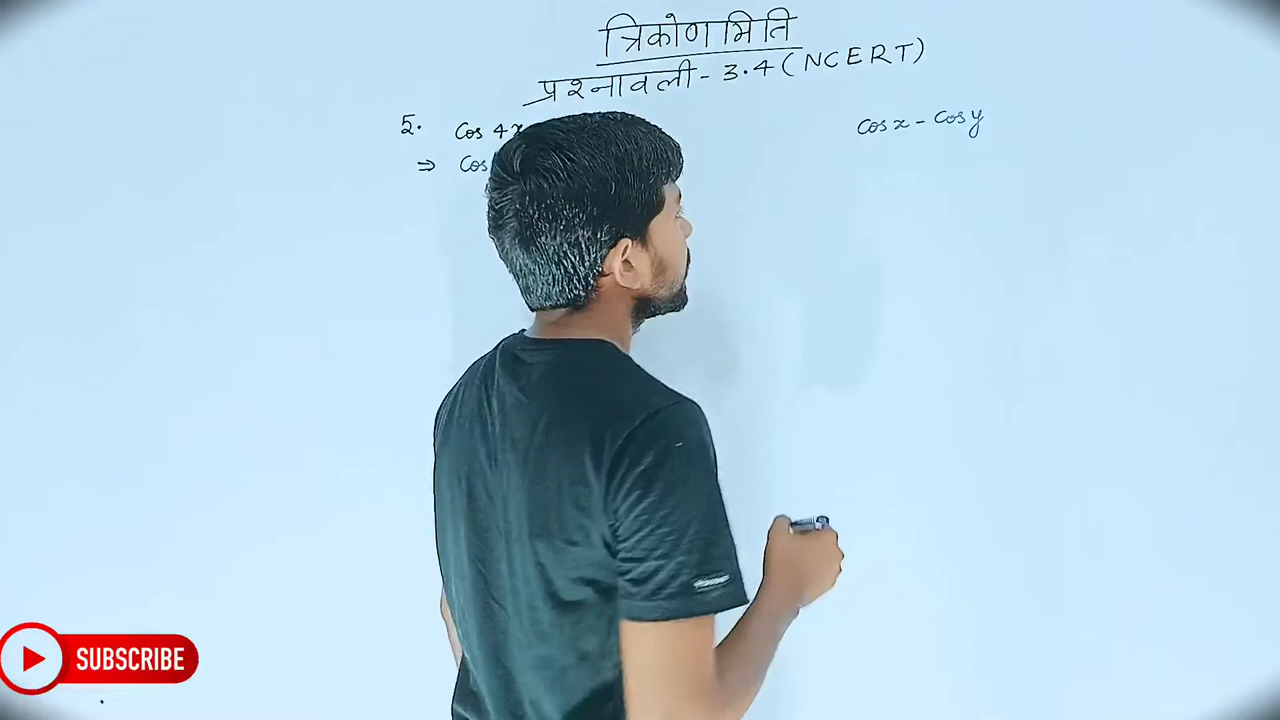 त्रिकोणमिति
प्रश्नावली - 3.4 (NCERT)
5. Cos 4x
⇒ Cos
Cos x - Cos y
SUBSCRIBE